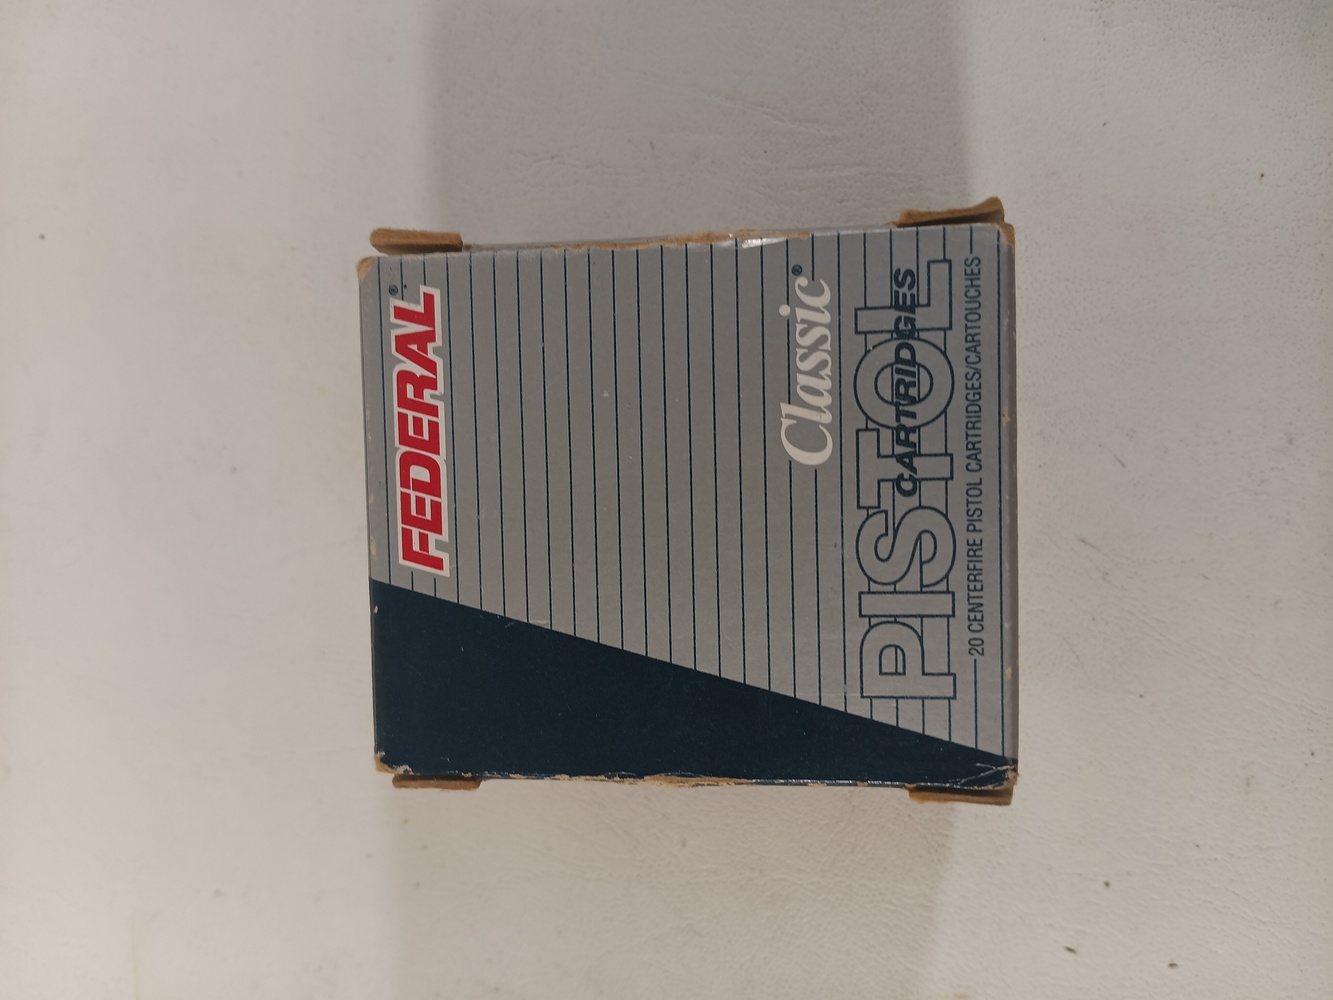 FEDERAL®
Classic®
PISTOL
CARTRIDGES
20 CENTERFIRE PISTOL CARTRIDGES/CARTOUCHES